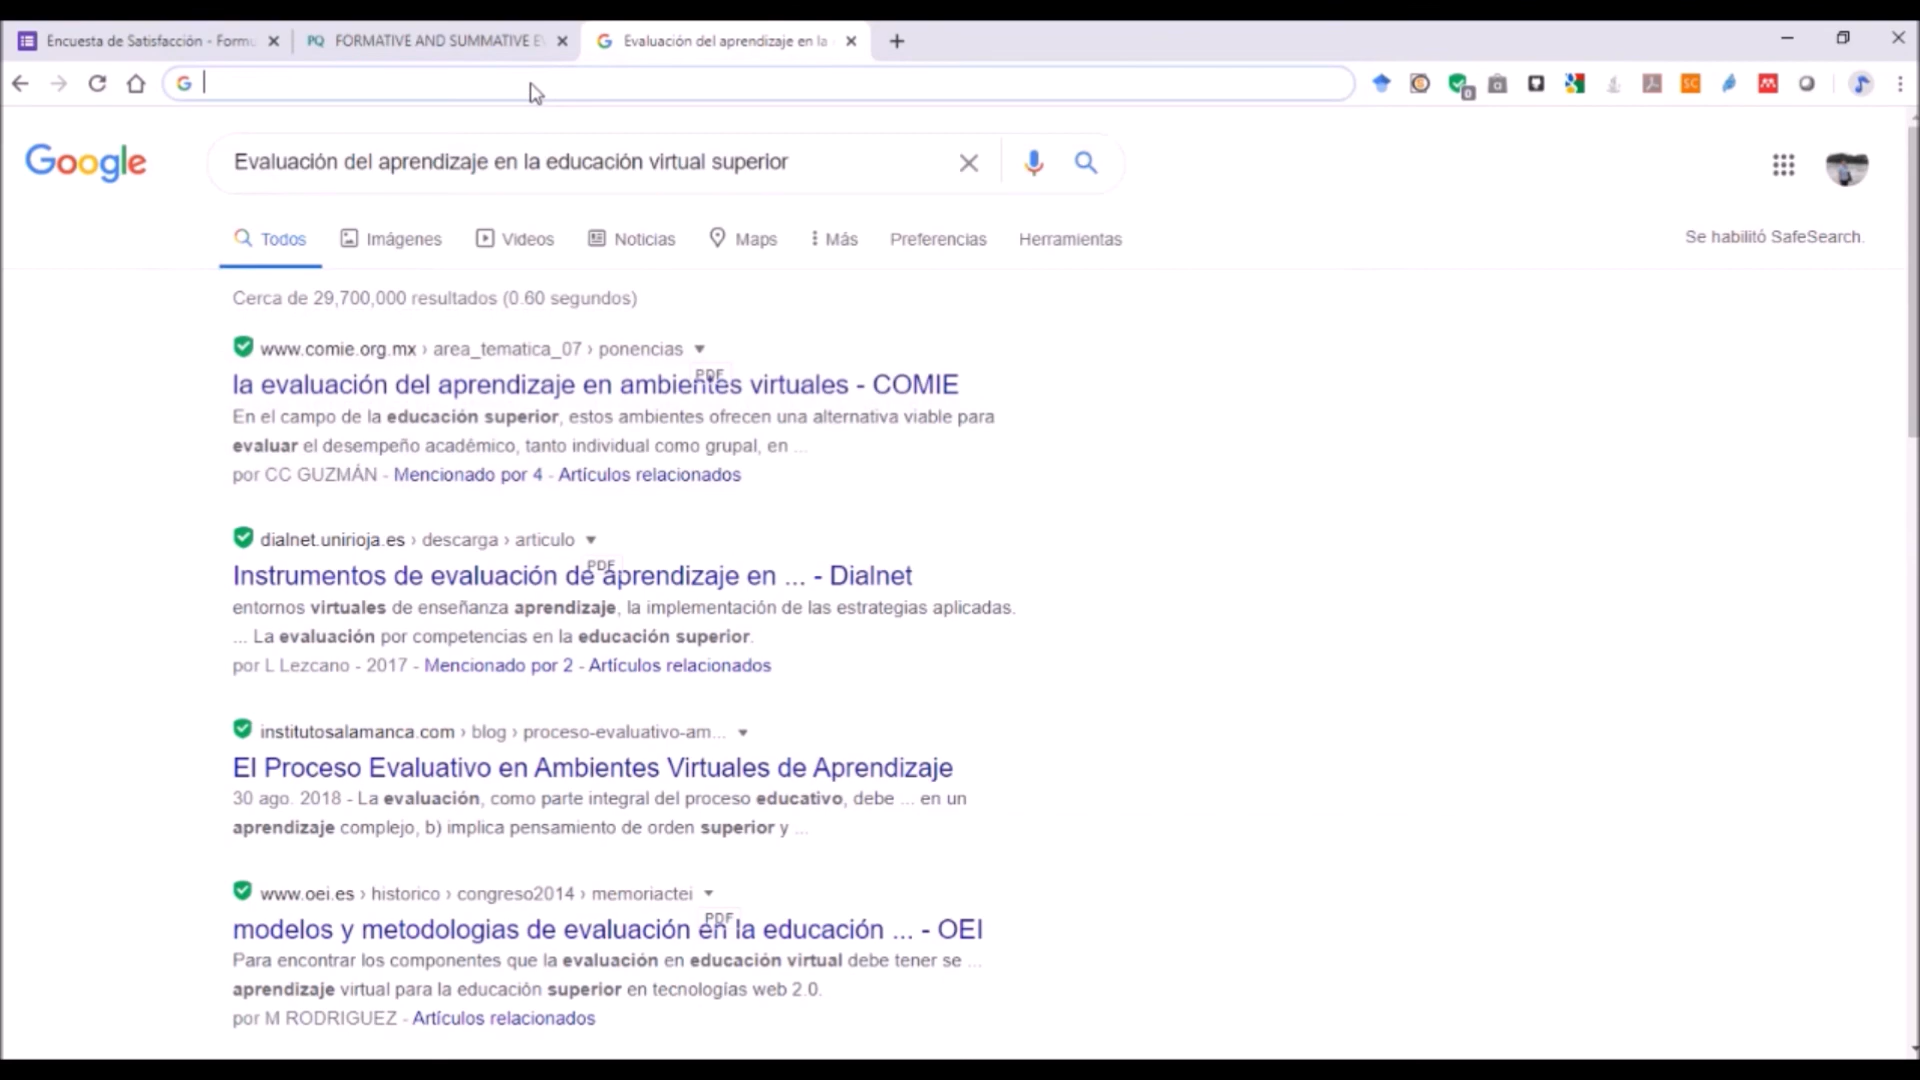 Encuesta de Satisfacción - Formu
PQ FORMATIVE AND SUMMATIVE E
Evaluación del aprendizaje en la
Google
Evaluación del aprendizaje en la educación virtual superior
Todos Imágenes Videos Noticias Maps Más Preferencias Herramientas
Se habilitó SafeSearch.
Cerca de 29,700,000 resultados (0.60 segundos)
www.comie.org.mx › area_tematica_07 › ponencias
PDF
la evaluación del aprendizaje en ambientes virtuales - COMIE
En el campo de la educación superior, estos ambientes ofrecen una alternativa viable para
evaluar el desempeño académico, tanto individual como grupal, en ...
por CC GUZMÁN - Mencionado por 4 - Artículos relacionados
dialnet.unirioja.es › descarga › articulo
PDF
Instrumentos de evaluación de aprendizaje en ... - Dialnet
entornos virtuales de enseñanza aprendizaje, la implementación de las estrategias aplicadas.
... La evaluación por competencias en la educación superior.
por L Lezcano - 2017 - Mencionado por 2 - Artículos relacionados
institutosalamanca.com › blog › proceso-evaluativo-am...
El Proceso Evaluativo en Ambientes Virtuales de Aprendizaje
30 ago. 2018 - La evaluación, como parte integral del proceso educativo, debe ... en un
aprendizaje complejo, b) implica pensamiento de orden superior y ...
www.oei.es › historico › congreso2014 › memoriactei
PDF
modelos y metodologias de evaluación en la educación ... - OEI
Para encontrar los componentes que la evaluación en educación virtual debe tener se ...
aprendizaje virtual para la educación superior en tecnologías web 2.0.
por M RODRIGUEZ - Artículos relacionados